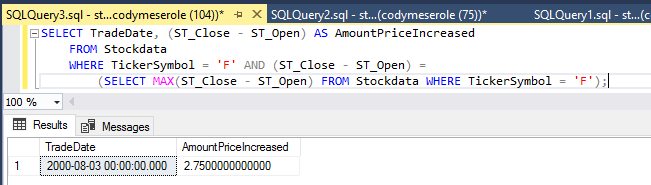 SQLQuery3.sql - st...codymeserole (104))*
SQLQuery2.sql - st...(codymeserole (75))*
SQLQuery1.sql - st...(co
SELECT TradeDate, (ST_Close - ST_Open) AS AmountPriceIncreased
FROM Stockdata
WHERE TickerSymbol = 'F' AND (ST_Close - ST_Open) =
(SELECT MAX(ST_Close - ST_Open) FROM Stockdata WHERE TickerSymbol = 'F');
100 %
Results Messages
TradeDate AmountPriceIncreased
1 2000-08-03 00:00:00.000 2.7500000000000